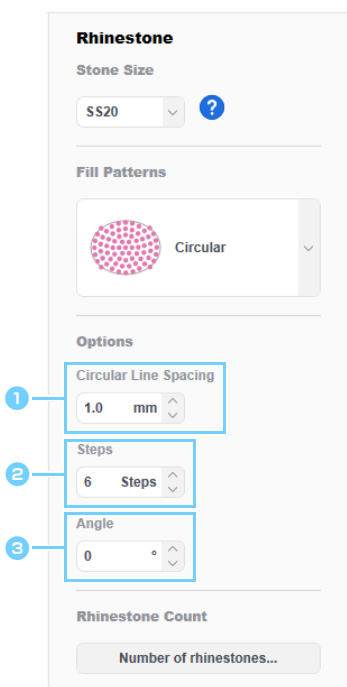 Rhinestone
Stone Size
SS20
?
Fill Patterns
Circular
Options
Circular Line Spacing
1
1.0 mm
Steps
2
6 Steps
Angle
3
0 °
Rhinestone Count
Number of rhinestones...